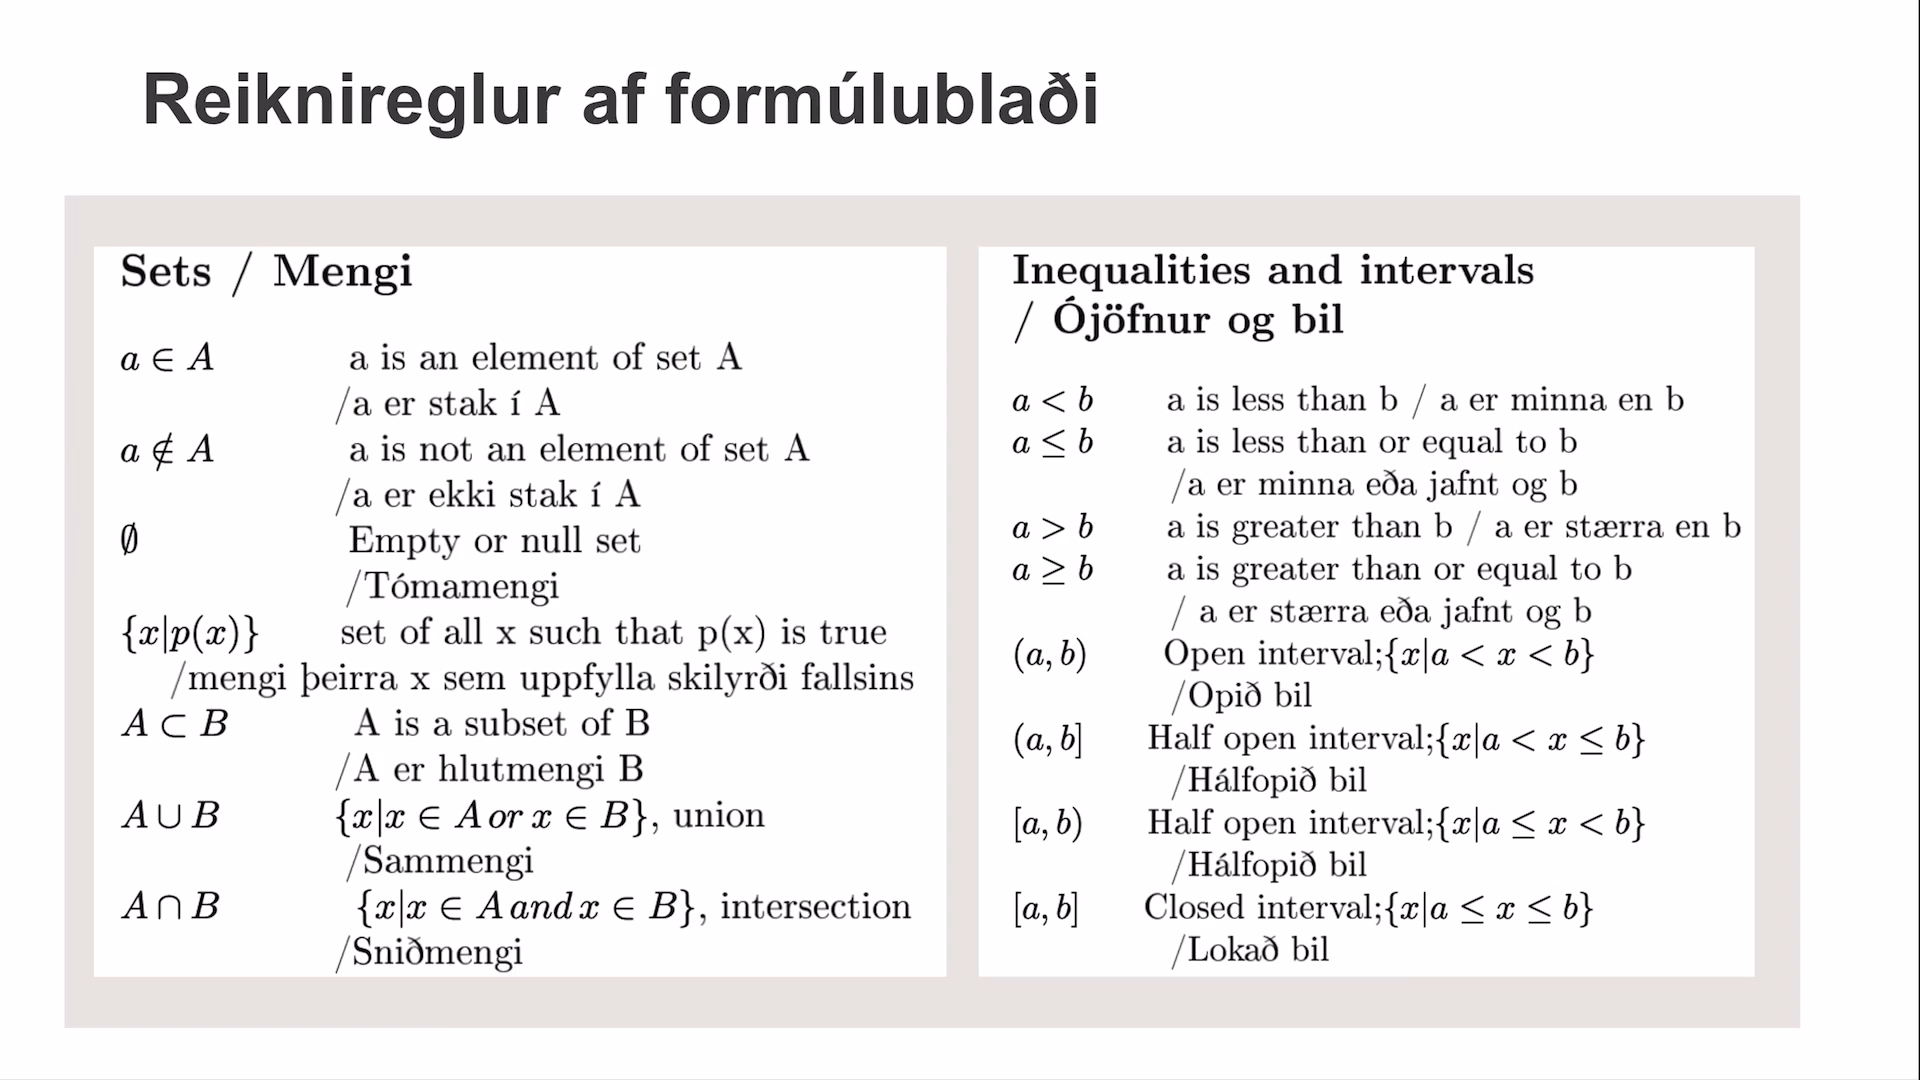 Reiknireglur af formúlublaði
Sets / Mengi
a ∈ A a is an element of set A
/a er stak í A
a ∉ A a is not an element of set A
/a er ekki stak í A
∅ Empty or null set
/Tómamengi
{x|p(x)} set of all x such that p(x) is true
/mengi þeirra x sem uppfylla skilyrði fallsins
A ⊂ B A is a subset of B
/A er hlutmengi B
A ∪ B {x|x ∈ A or x ∈ B}, union
/Sammengi
A ∩ B {x|x ∈ A and x ∈ B}, intersection
/Sniðmengi
Inequalities and intervals
/ Ójöfnur og bil
a < b a is less than b / a er minna en b
a ≤ b a is less than or equal to b
/a er minna eða jafnt og b
a > b a is greater than b / a er stærra en b
a ≥ b a is greater than or equal to b
/ a er stærra eða jafnt og b
(a, b) Open interval;{x|a < x < b}
/Opið bil
(a, b] Half open interval;{x|a < x ≤ b}
/Hálfopið bil
[a, b) Half open interval;{x|a ≤ x < b}
/Hálfopið bil
[a, b] Closed interval;{x|a ≤ x ≤ b}
/Lokað bil